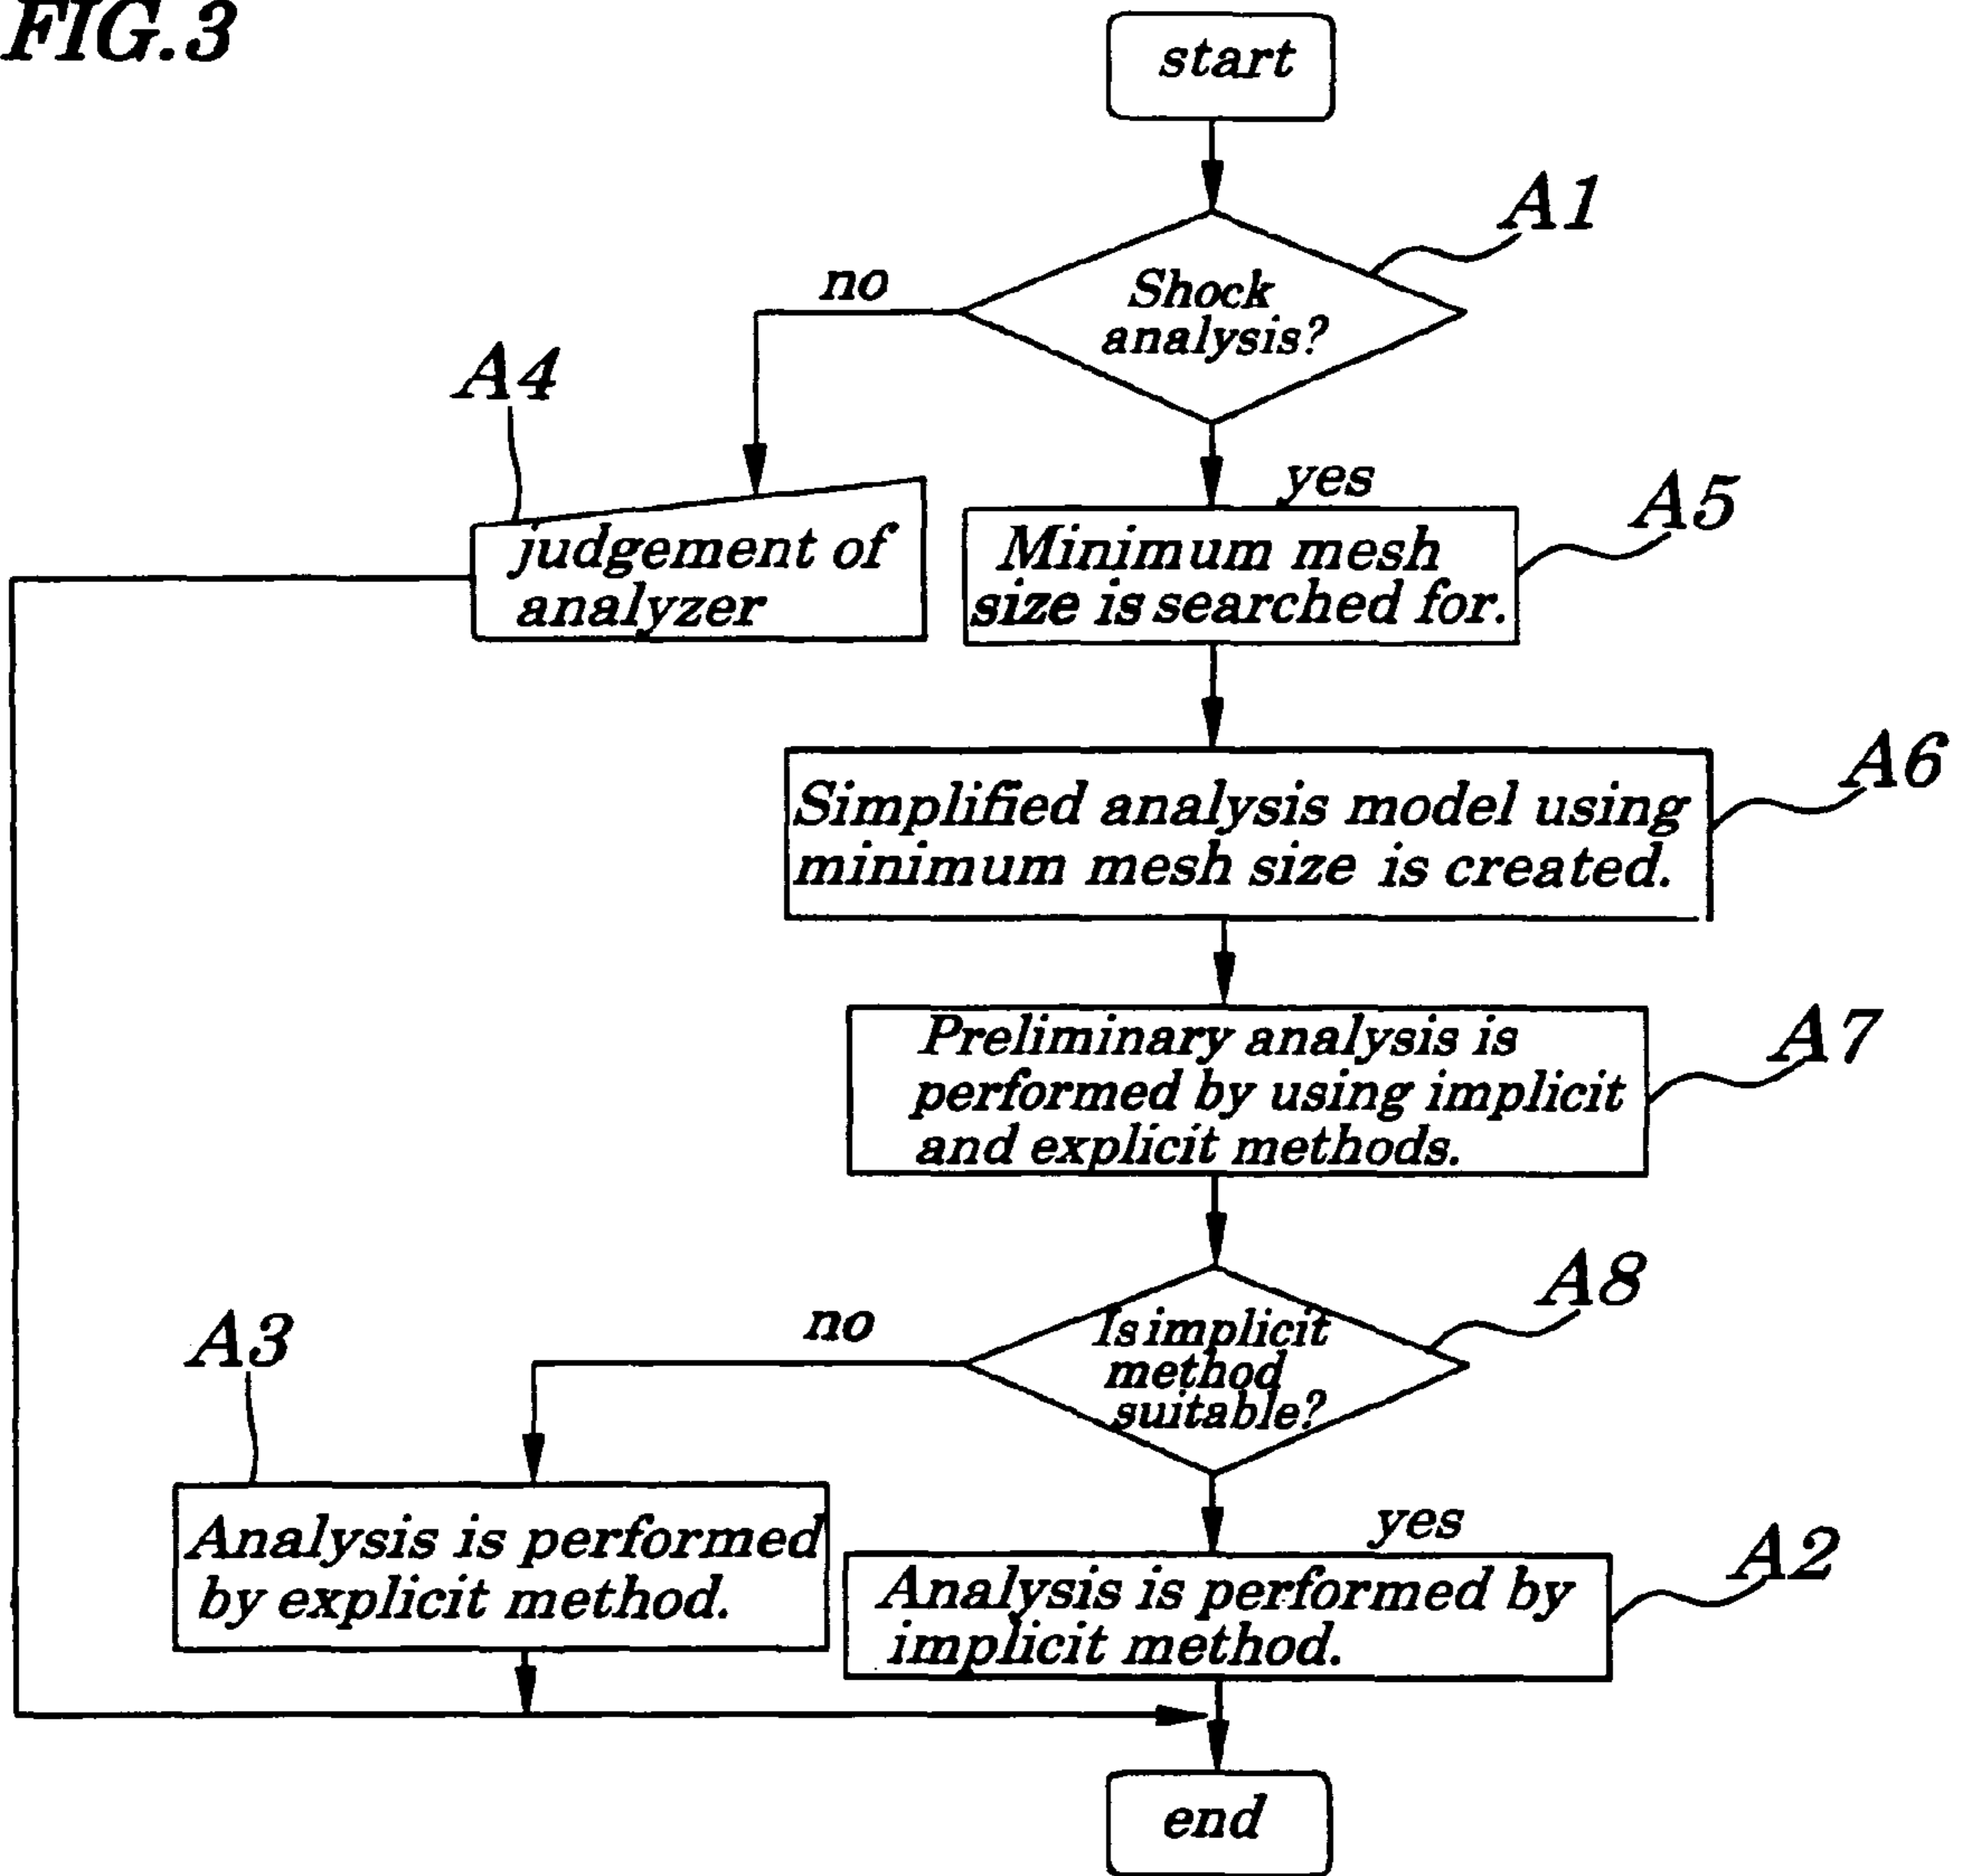 FIG.3
start
A1
Shock
analysis?
no
yes
A4
judgement of
analyzer
A5
Minimum mesh
size is searched for.
A6
Simplified analysis model using
minimum mesh size is created.
A7
Preliminary analysis is
performed by using implicit
and explicit methods.
A8
Is implicit
method
suitable?
no
yes
A3
Analysis is performed
by explicit method.
A2
Analysis is performed by
implicit method.
end